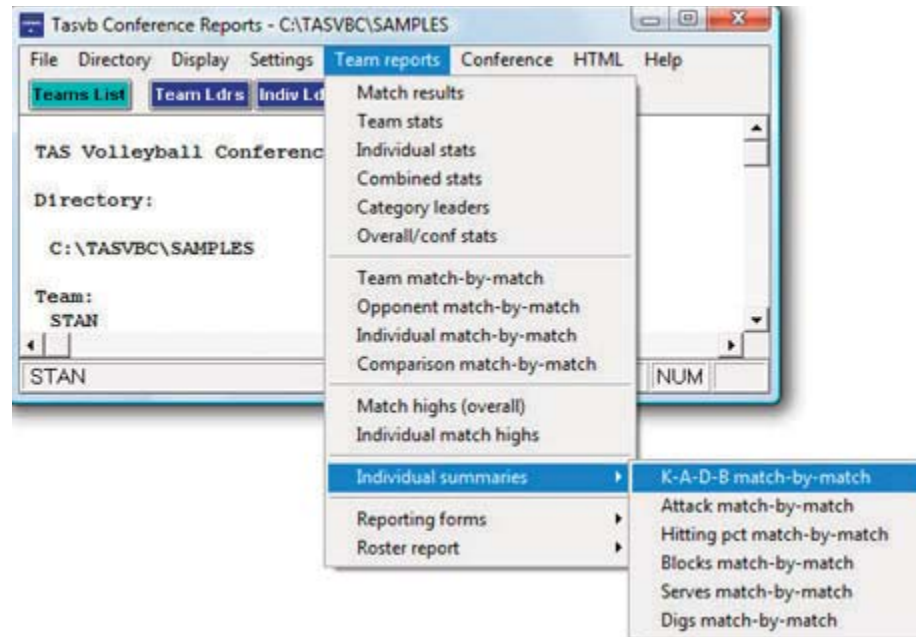 Tasvb Conference Reports - C:\TASVBC\SAMPLES
File Directory Display Settings Team reports Conference HTML Help
Teams List Team Ldrs Indiv Ld
TAS Volleyball Conferenc
Directory:
C:\TASVBC\SAMPLES
Team:
STAN
STAN
NUM
Match results
Team stats
Individual stats
Combined stats
Category leaders
Overall/conf stats
Team match-by-match
Opponent match-by-match
Individual match-by-match
Comparison match-by-match
Match highs (overall)
Individual match highs
Individual summaries
Reporting forms
Roster report
K-A-D-B match-by-match
Attack match-by-match
Hitting pct match-by-match
Blocks match-by-match
Serves match-by-match
Digs match-by-match